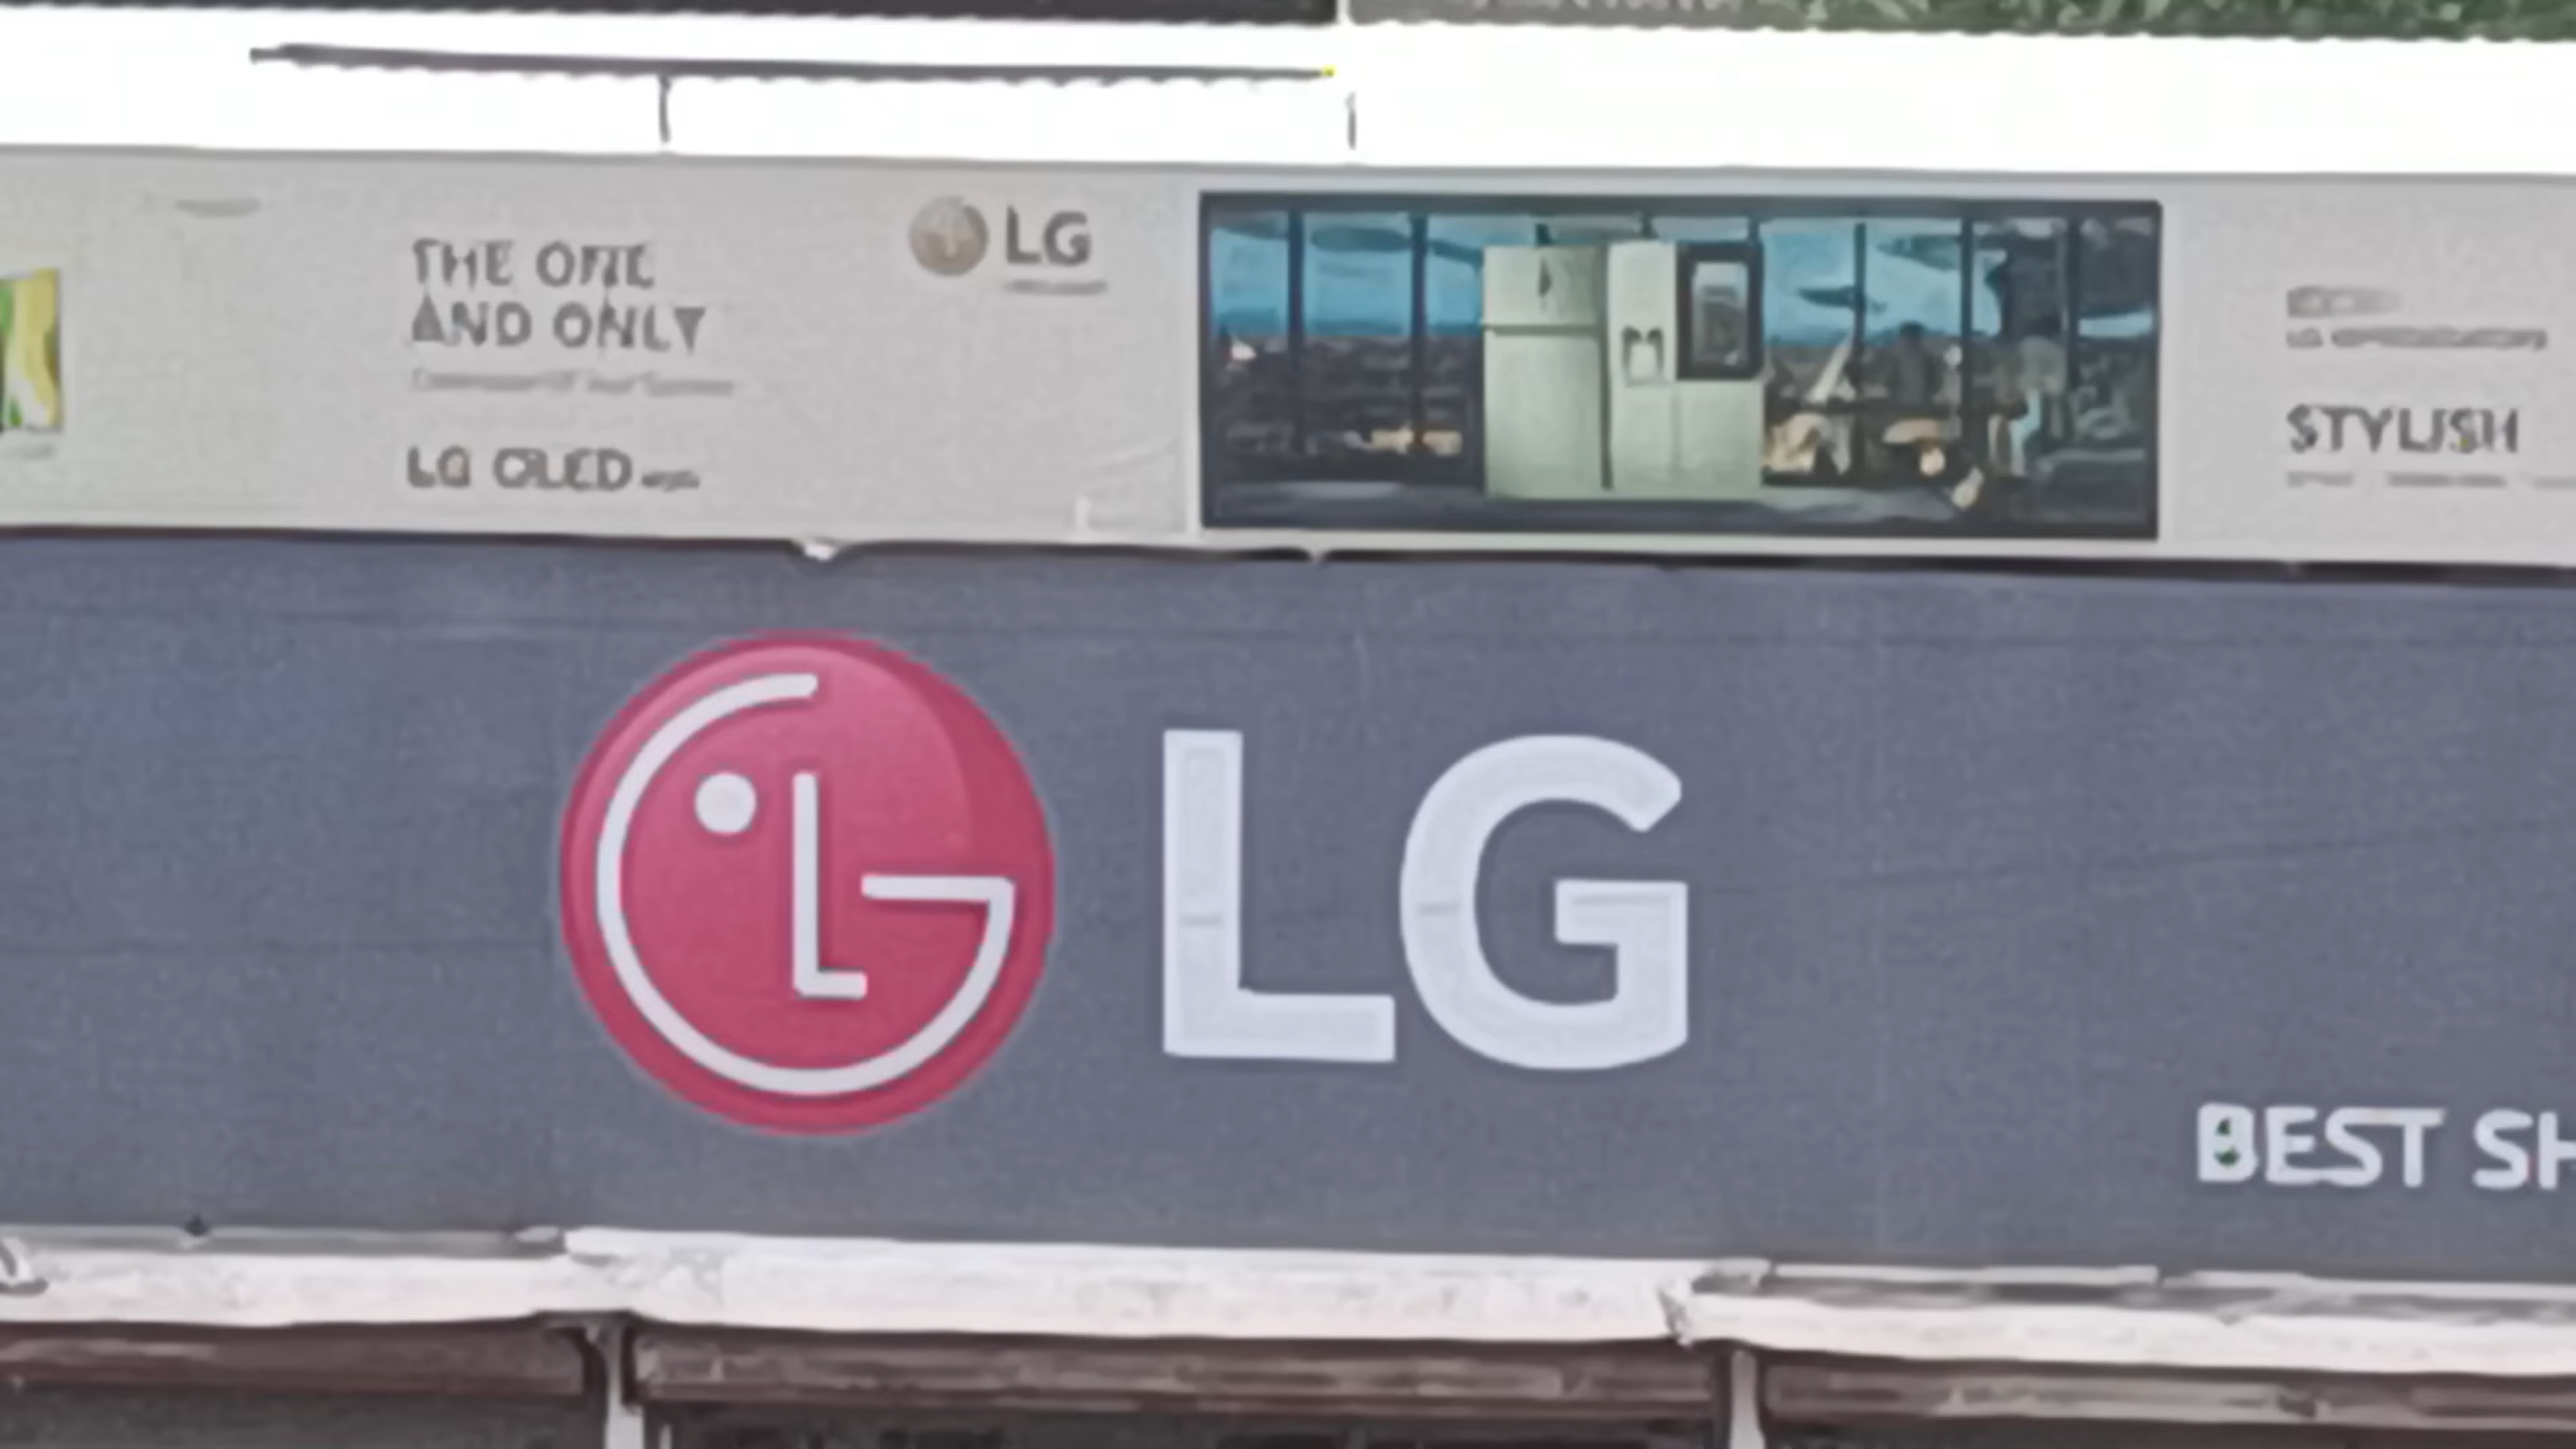 THE ONE
AND ONLY
LG OLED
LG
STYLISH
LG
BEST SH